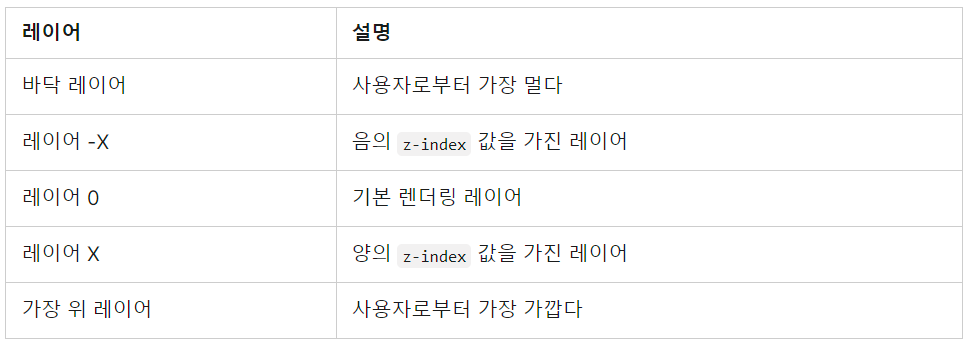 레이어 설명
바닥 레이어 사용자로부터 가장 멀다
레이어 -X 음의 z-index 값을 가진 레이어
레이어 0 기본 렌더링 레이어
레이어 X 양의 z-index 값을 가진 레이어
가장 위 레이어 사용자로부터 가장 가깝다